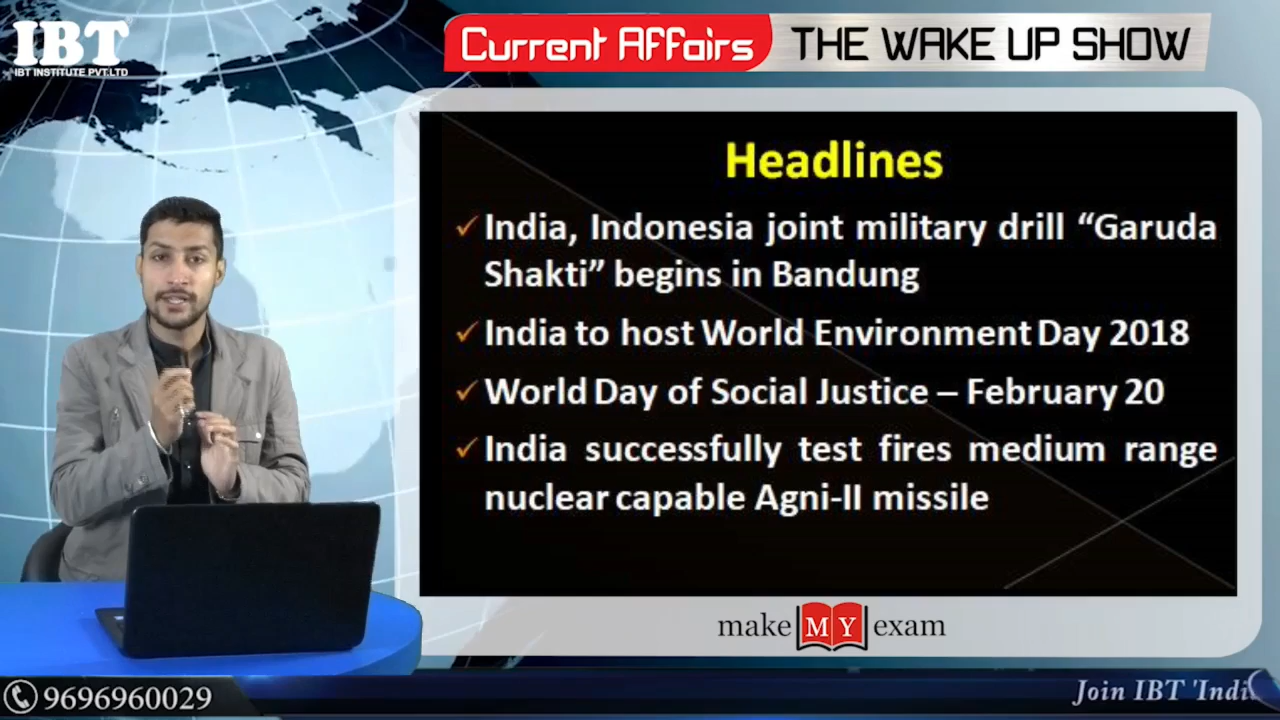 IBT
IBT INSTITUTE PVT.LTD
Current Affairs THE WAKE UP SHOW
Headlines
✓ India, Indonesia joint military drill “Garuda
Shakti” begins in Bandung
✓ India to host World Environment Day 2018
✓ World Day of Social Justice – February 20
✓ India successfully test fires medium range
nuclear capable Agni-II missile
make MY exam
9696960029
Join IBT 'Indi